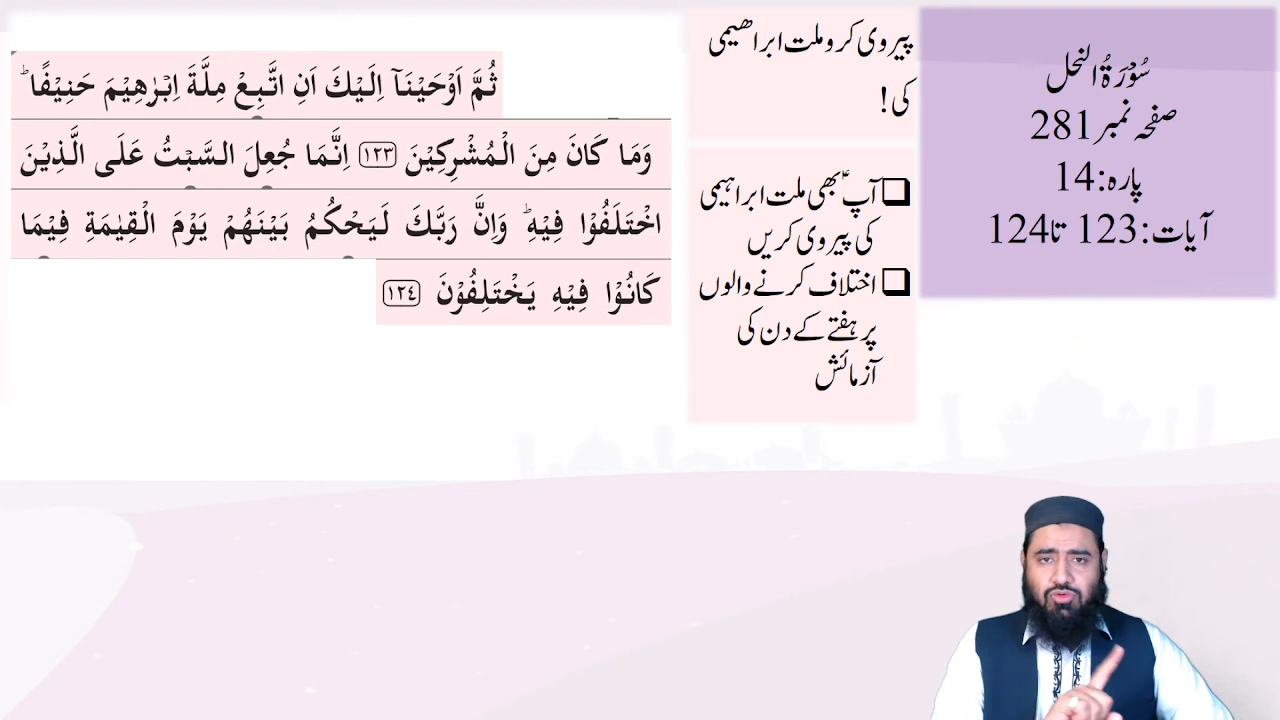 سُوْرَةُ النحل
صفحہ نمبر 281
پارہ: 14
آیات: 123 تا 124
پیروی کرو ملت ابراھیمی
کی!
❑ آپؑ بھی ملت ابراہیمی
کی پیروی کریں
❑ اختلاف کرنے والوں
پر ہفتے کے دن کی
آزمائش
ثُمَّ اَوْحَيْنَآ اِلَيْكَ اَنِ اتَّبِعْ مِلَّةَ اِبْرٰهِيْمَ حَنِيْفًا ؕ
وَمَا كَانَ مِنَ الْمُشْرِكِيْنَ ١٢٣ اِنَّمَا جُعِلَ السَّبْتُ عَلَى الَّذِيْنَ
اخْتَلَفُوْا فِيْهِ ؕ وَاِنَّ رَبَّكَ لَيَحْكُمُ بَيْنَهُمْ يَوْمَ الْقِيٰمَةِ فِيْمَا
كَانُوْا فِيْهِ يَخْتَلِفُوْنَ ١٢٤